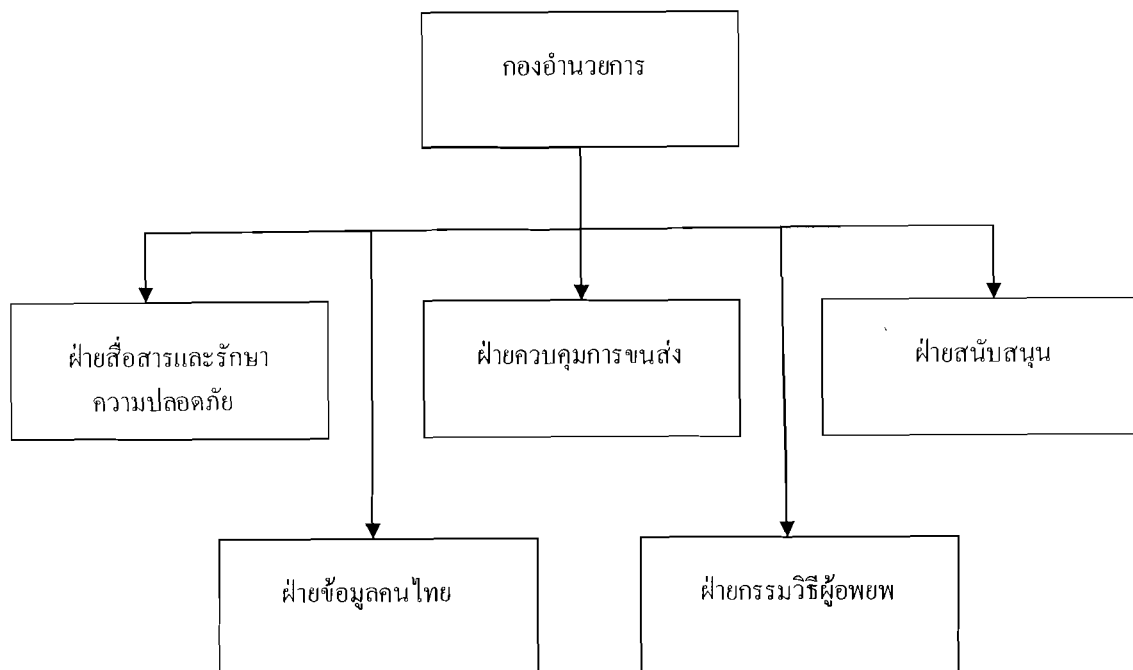 กองอำนวยการ
ฝ่ายสื่อสารและรักษา
ความปลอดภัย
ฝ่ายควบคุมการขนส่ง
ฝ่ายสนับสนุน
ฝ่ายข้อมูลคนไทย
ฝ่ายกรรมวิธีผู้อพยพ